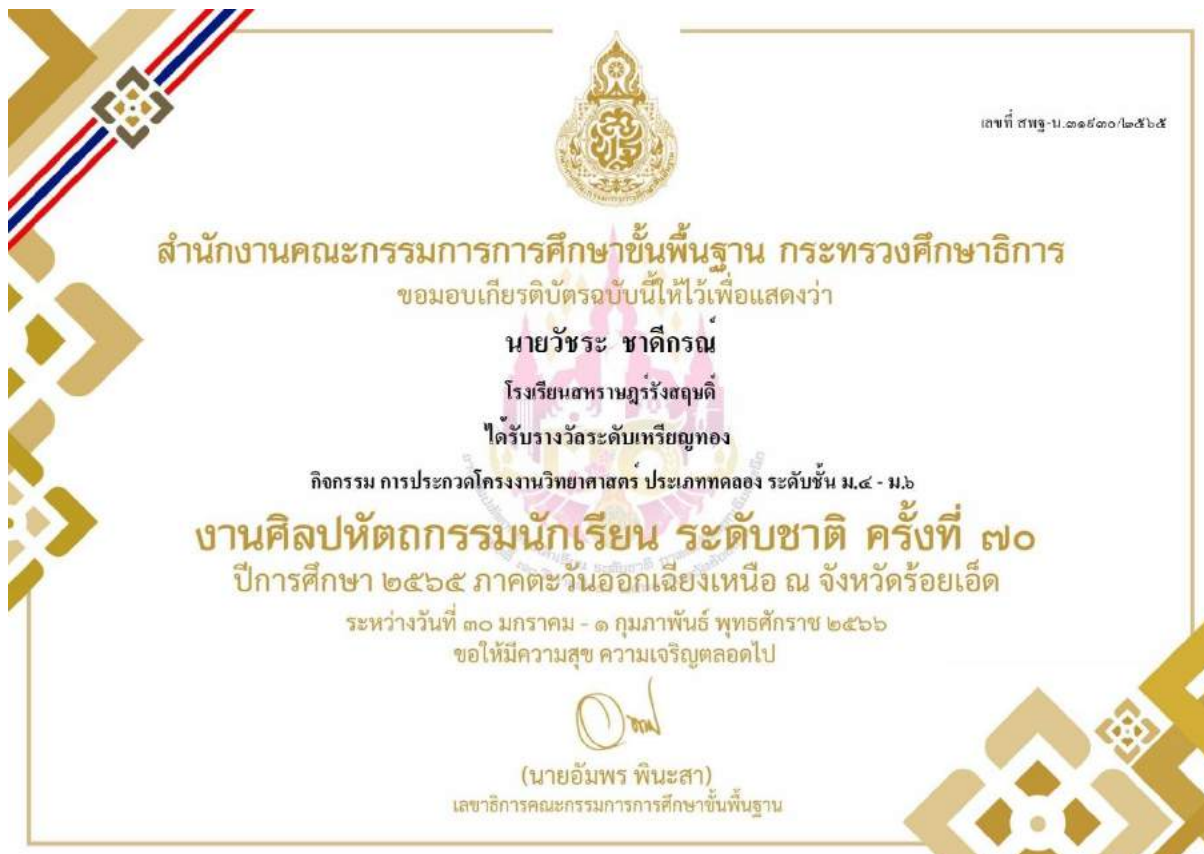 เลขที่ สพฐ-น.๓๑๙๓๐/๒๕๖๕
สำนักงานคณะกรรมการการศึกษาขั้นพื้นฐาน กระทรวงศึกษาธิการ
ขอมอบเกียรติบัตรฉบับนี้ให้ไว้เพื่อแสดงว่า
นายวัชระ ชาดีกรณ์
โรงเรียนสหราษฎร์รังสฤษดิ์
ได้รับรางวัลระดับเหรียญทอง
กิจกรรม การประกวดโครงงานวิทยาศาสตร์ ประเภททดลอง ระดับชั้น ม.๔ - ม.๖
งานศิลปหัตถกรรมนักเรียน ระดับชาติ ครั้งที่ ๗๐
ปีการศึกษา ๒๕๖๕ ภาคตะวันออกเฉียงเหนือ ณ จังหวัดร้อยเอ็ด
ระหว่างวันที่ ๓๐ มกราคม - ๑ กุมภาพันธ์ พุทธศักราช ๒๕๖๖
ขอให้มีความสุข ความเจริญตลอดไป
(นายอัมพร พินะสา)
เลขาธิการคณะกรรมการการศึกษาขั้นพื้นฐาน